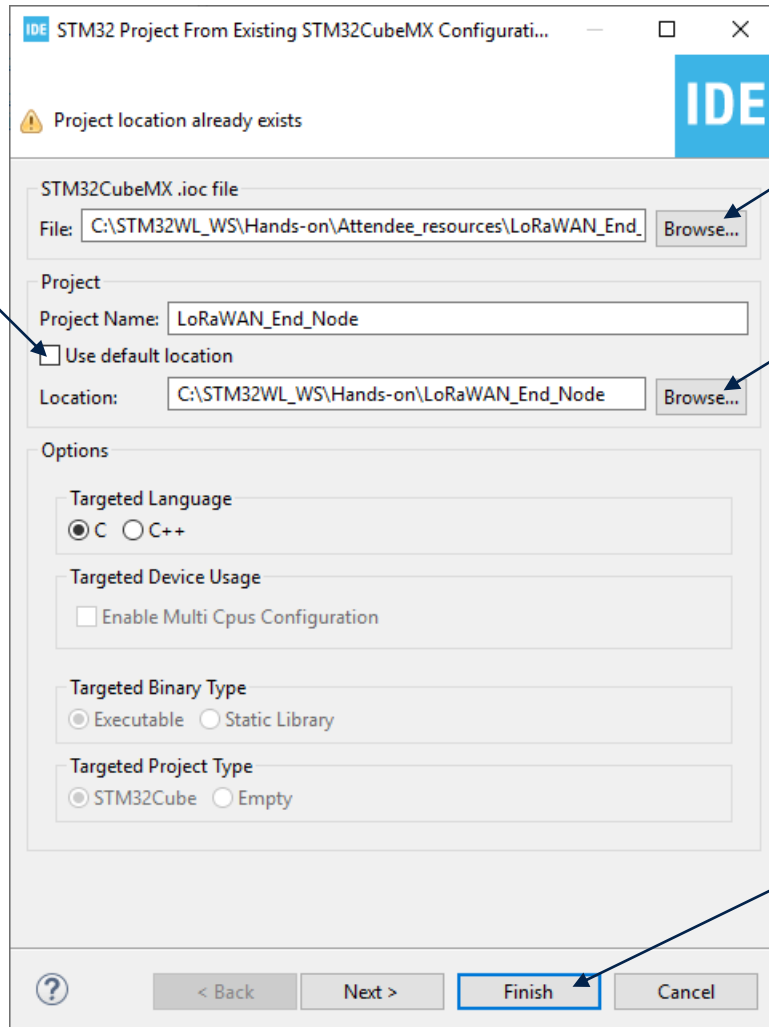 IDE STM32 Project From Existing STM32CubeMX Configurati...
IDE
Project location already exists
STM32CubeMX .ioc file
File: C:\STM32WL_WS\Hands-on\Attendee_resources\LoRaWAN_End_ Browse...
Project
Project Name: LoRaWAN_End_Node
Use default location
Location: C:\STM32WL_WS\Hands-on\LoRaWAN_End_Node Browse...
Options
Targeted Language
C C++
Targeted Device Usage
Enable Multi Cpus Configuration
Targeted Binary Type
Executable Static Library
Targeted Project Type
STM32Cube Empty
? < Back Next > Finish Cancel